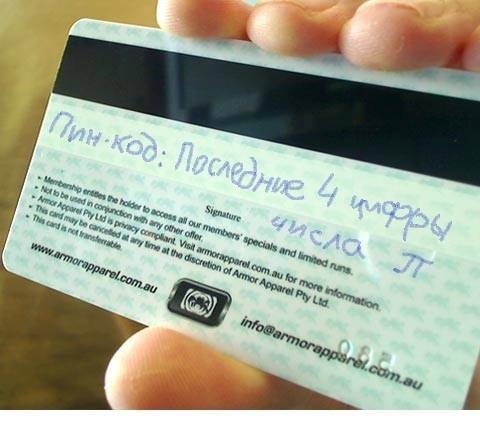 Пин-код: Последние 4 цифры
числа π
Signature
Membership entitles the holder to access all our members' specials and limited runs.
Not to be used in conjunction with any other offer.
Armor Apparel Pty Ltd is privacy compliant. Visit armorapparel.com.au for more information.
This card may be cancelled at any time at the discretion of Armor Apparel Pty Ltd.
This card is not transferrable.
www.armorapparel.com.au
info@armorapparel.com.au